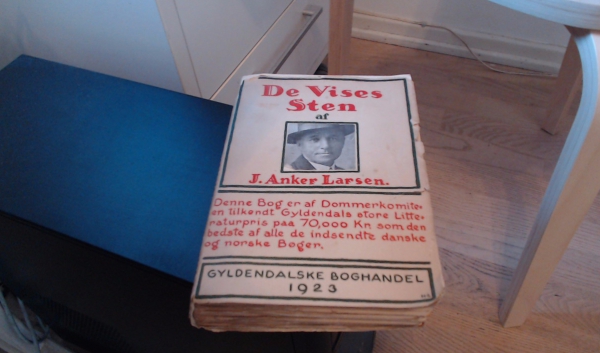 De Vises
Sten
af
J. Anker Larsen.
Denne Bog er af Dommerkomite-
en tilkendt Gyldendals store Litte-
raturpris paa 70,000 Kr som den
bedste af alle de indsendte danske
og norske Bøger.
GYLDENDALSKE BOGHANDEL
1923